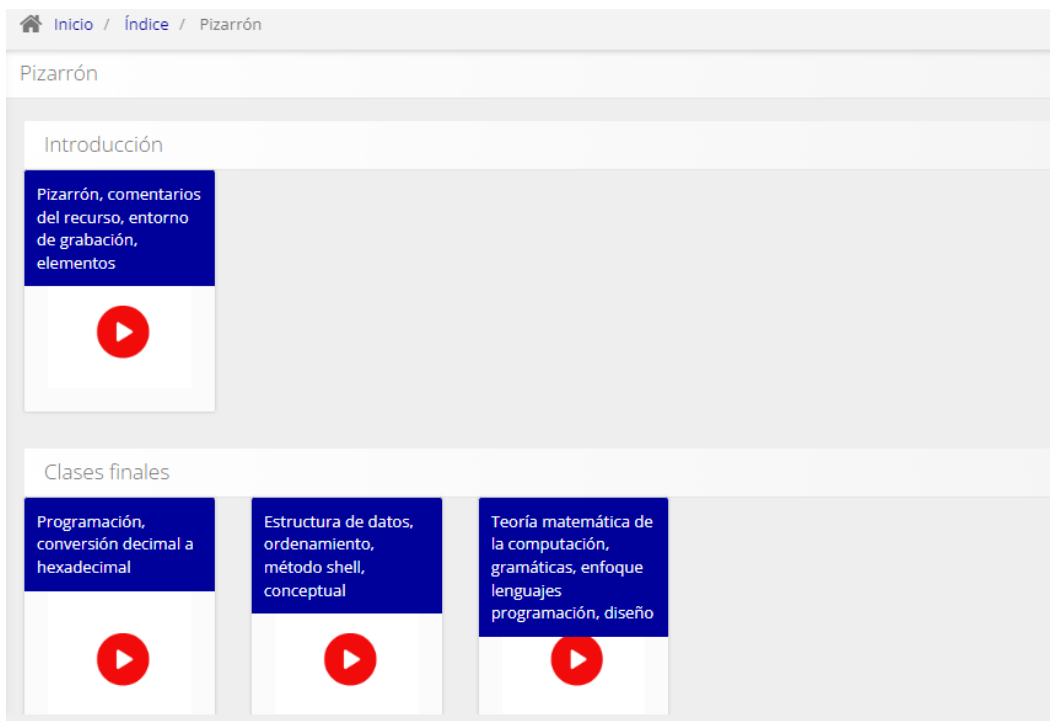 Inicio / Índice / Pizarrón
Pizarrón
Introducción
Pizarrón, comentarios
del recurso, entorno
de grabación,
elementos
Clases finales
Programación,
conversión decimal a
hexadecimal
Estructura de datos,
ordenamiento,
método shell,
conceptual
Teoría matemática de
la computación,
gramáticas, enfoque
lenguajes
programación, diseño